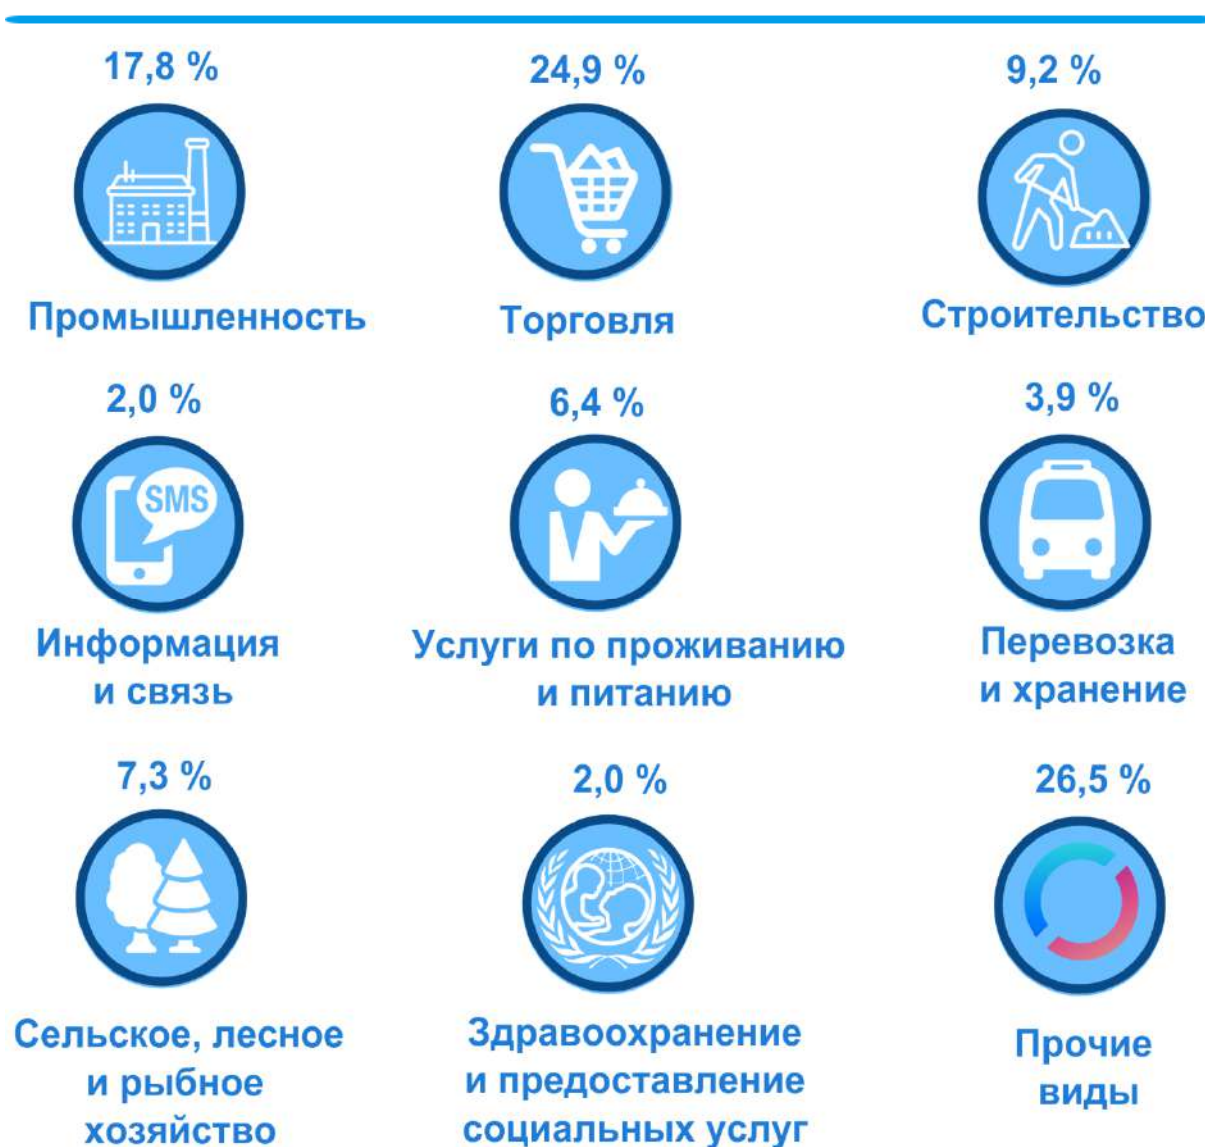 17,8 %
24,9 %
9,2 %
Промышленность
Торговля
Строительство
2,0 %
6,4 %
3,9 %
SMS
Информация
и связь
Услуги по проживанию
и питанию
Перевозка
и хранение
7,3 %
2,0 %
26,5 %
Сельское, лесное
и рыбное
хозяйство
Здравоохранение
и предоставление
социальных услуг
Прочие
виды